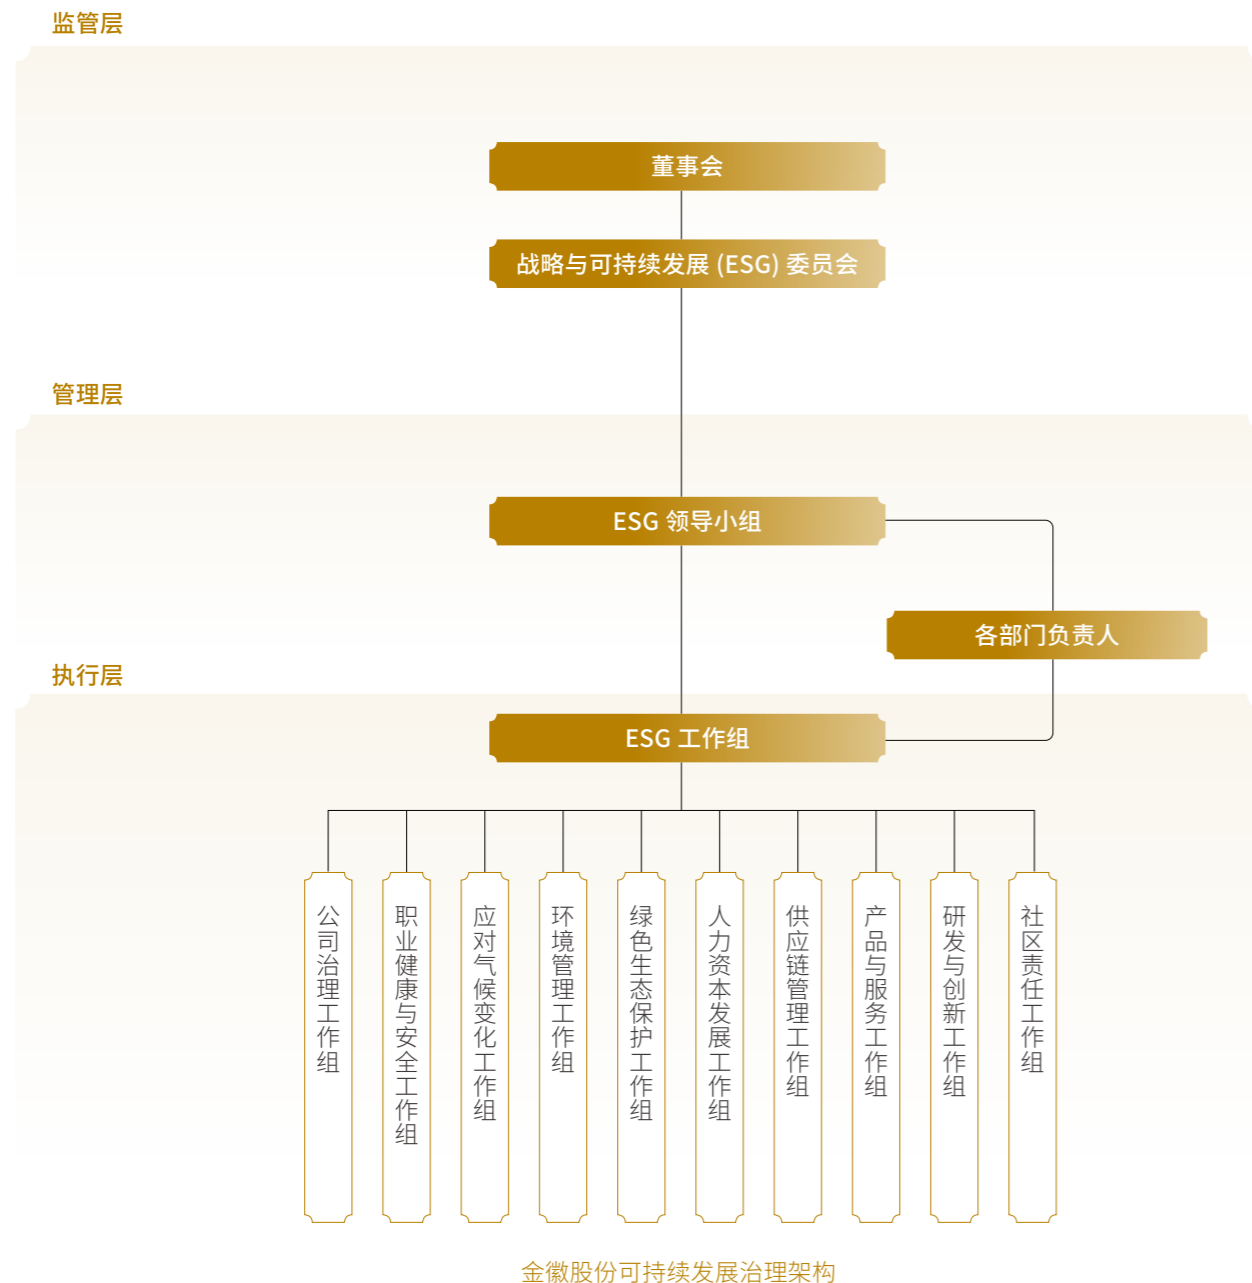 监管层
董事会
战略与可持续发展 (ESG) 委员会
管理层
ESG 领导小组
各部门负责人
执行层
ESG 工作组
公司治理工作组
职业健康与安全工作组
应对气候变化工作组
环境管理工作组
绿色生态保护工作组
人力资本发展工作组
供应链管理工作组
产品与服务工作组
研发与创新工作组
社区责任工作组
金徽股份可持续发展治理架构